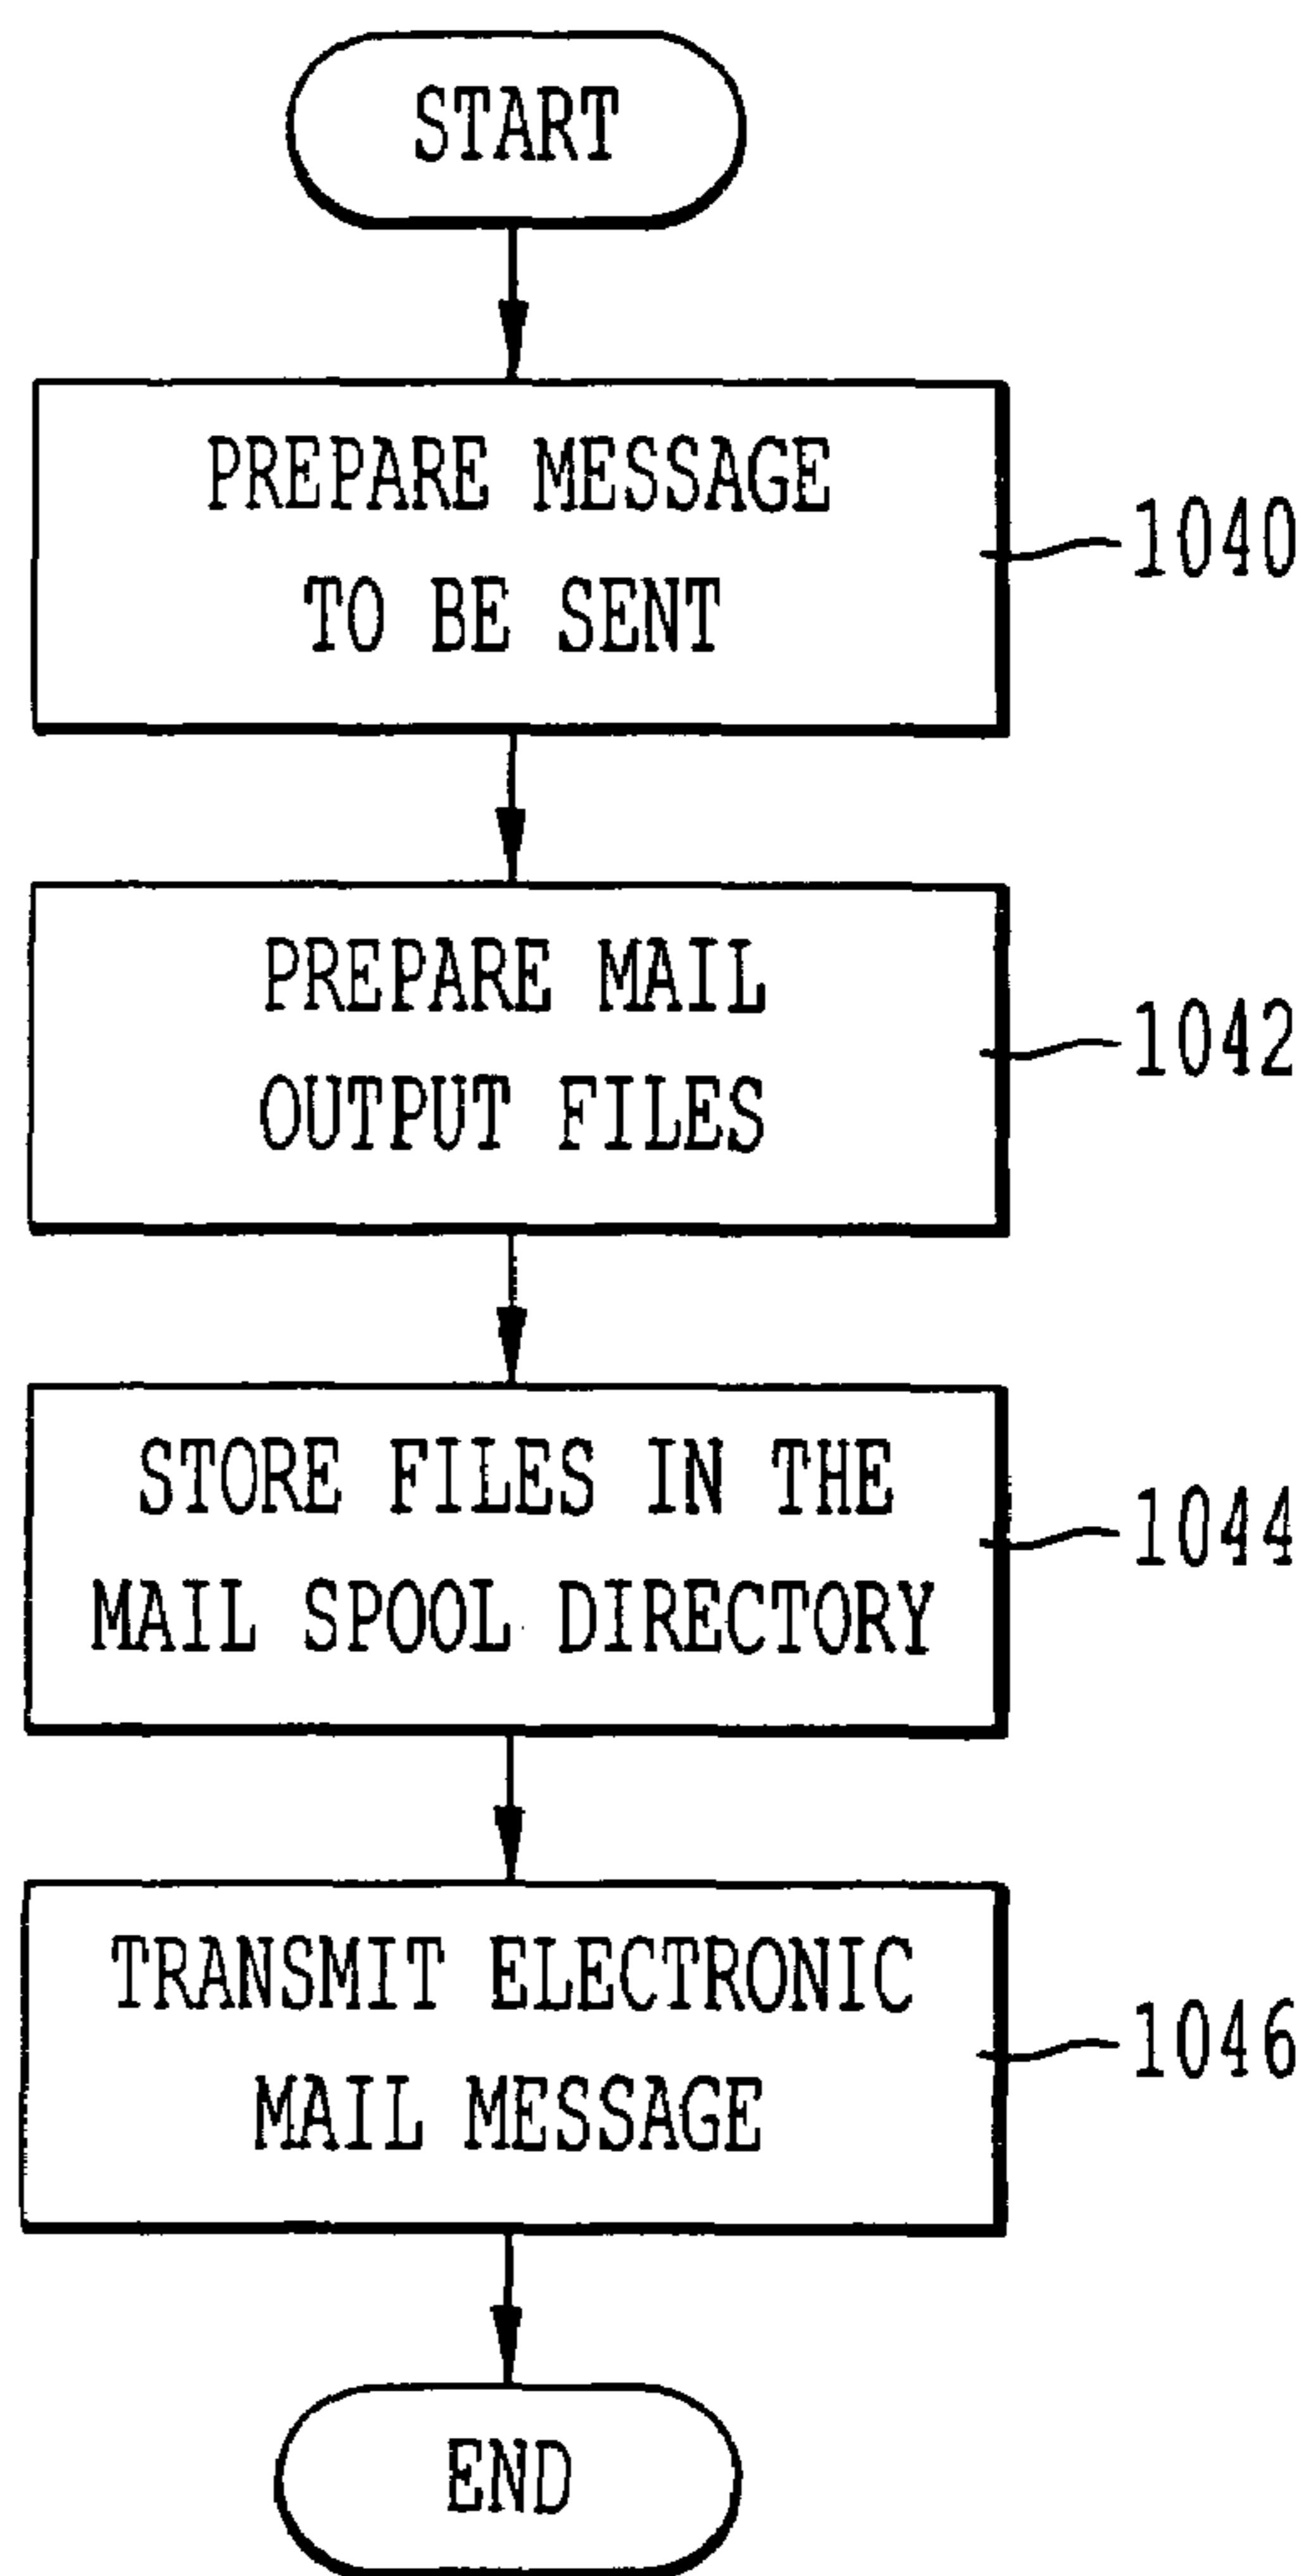 START
PREPARE MESSAGE
TO BE SENT
1040
PREPARE MAIL
OUTPUT FILES
1042
STORE FILES IN THE
MAIL SPOOL DIRECTORY
1044
TRANSMIT ELECTRONIC
MAIL MESSAGE
1046
END